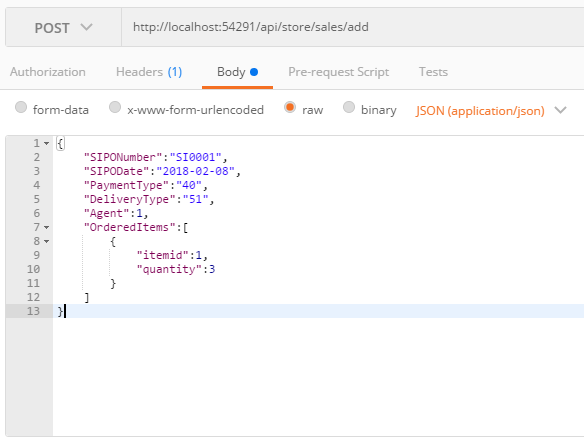 POST http://localhost:54291/api/store/sales/add
Authorization Headers (1) Body Pre-request Script Tests
form-data x-www-form-urlencoded raw binary JSON (application/json)
1 {
2 "SIPONumber":"SI0001",
3 "SIPODate":"2018-02-08",
4 "PaymentType":"40",
5 "DeliveryType":"51",
6 "Agent":1,
7 "OrderedItems":[
8 {
9 "itemid":1,
10 "quantity":3
11 }
12 ]
13 }